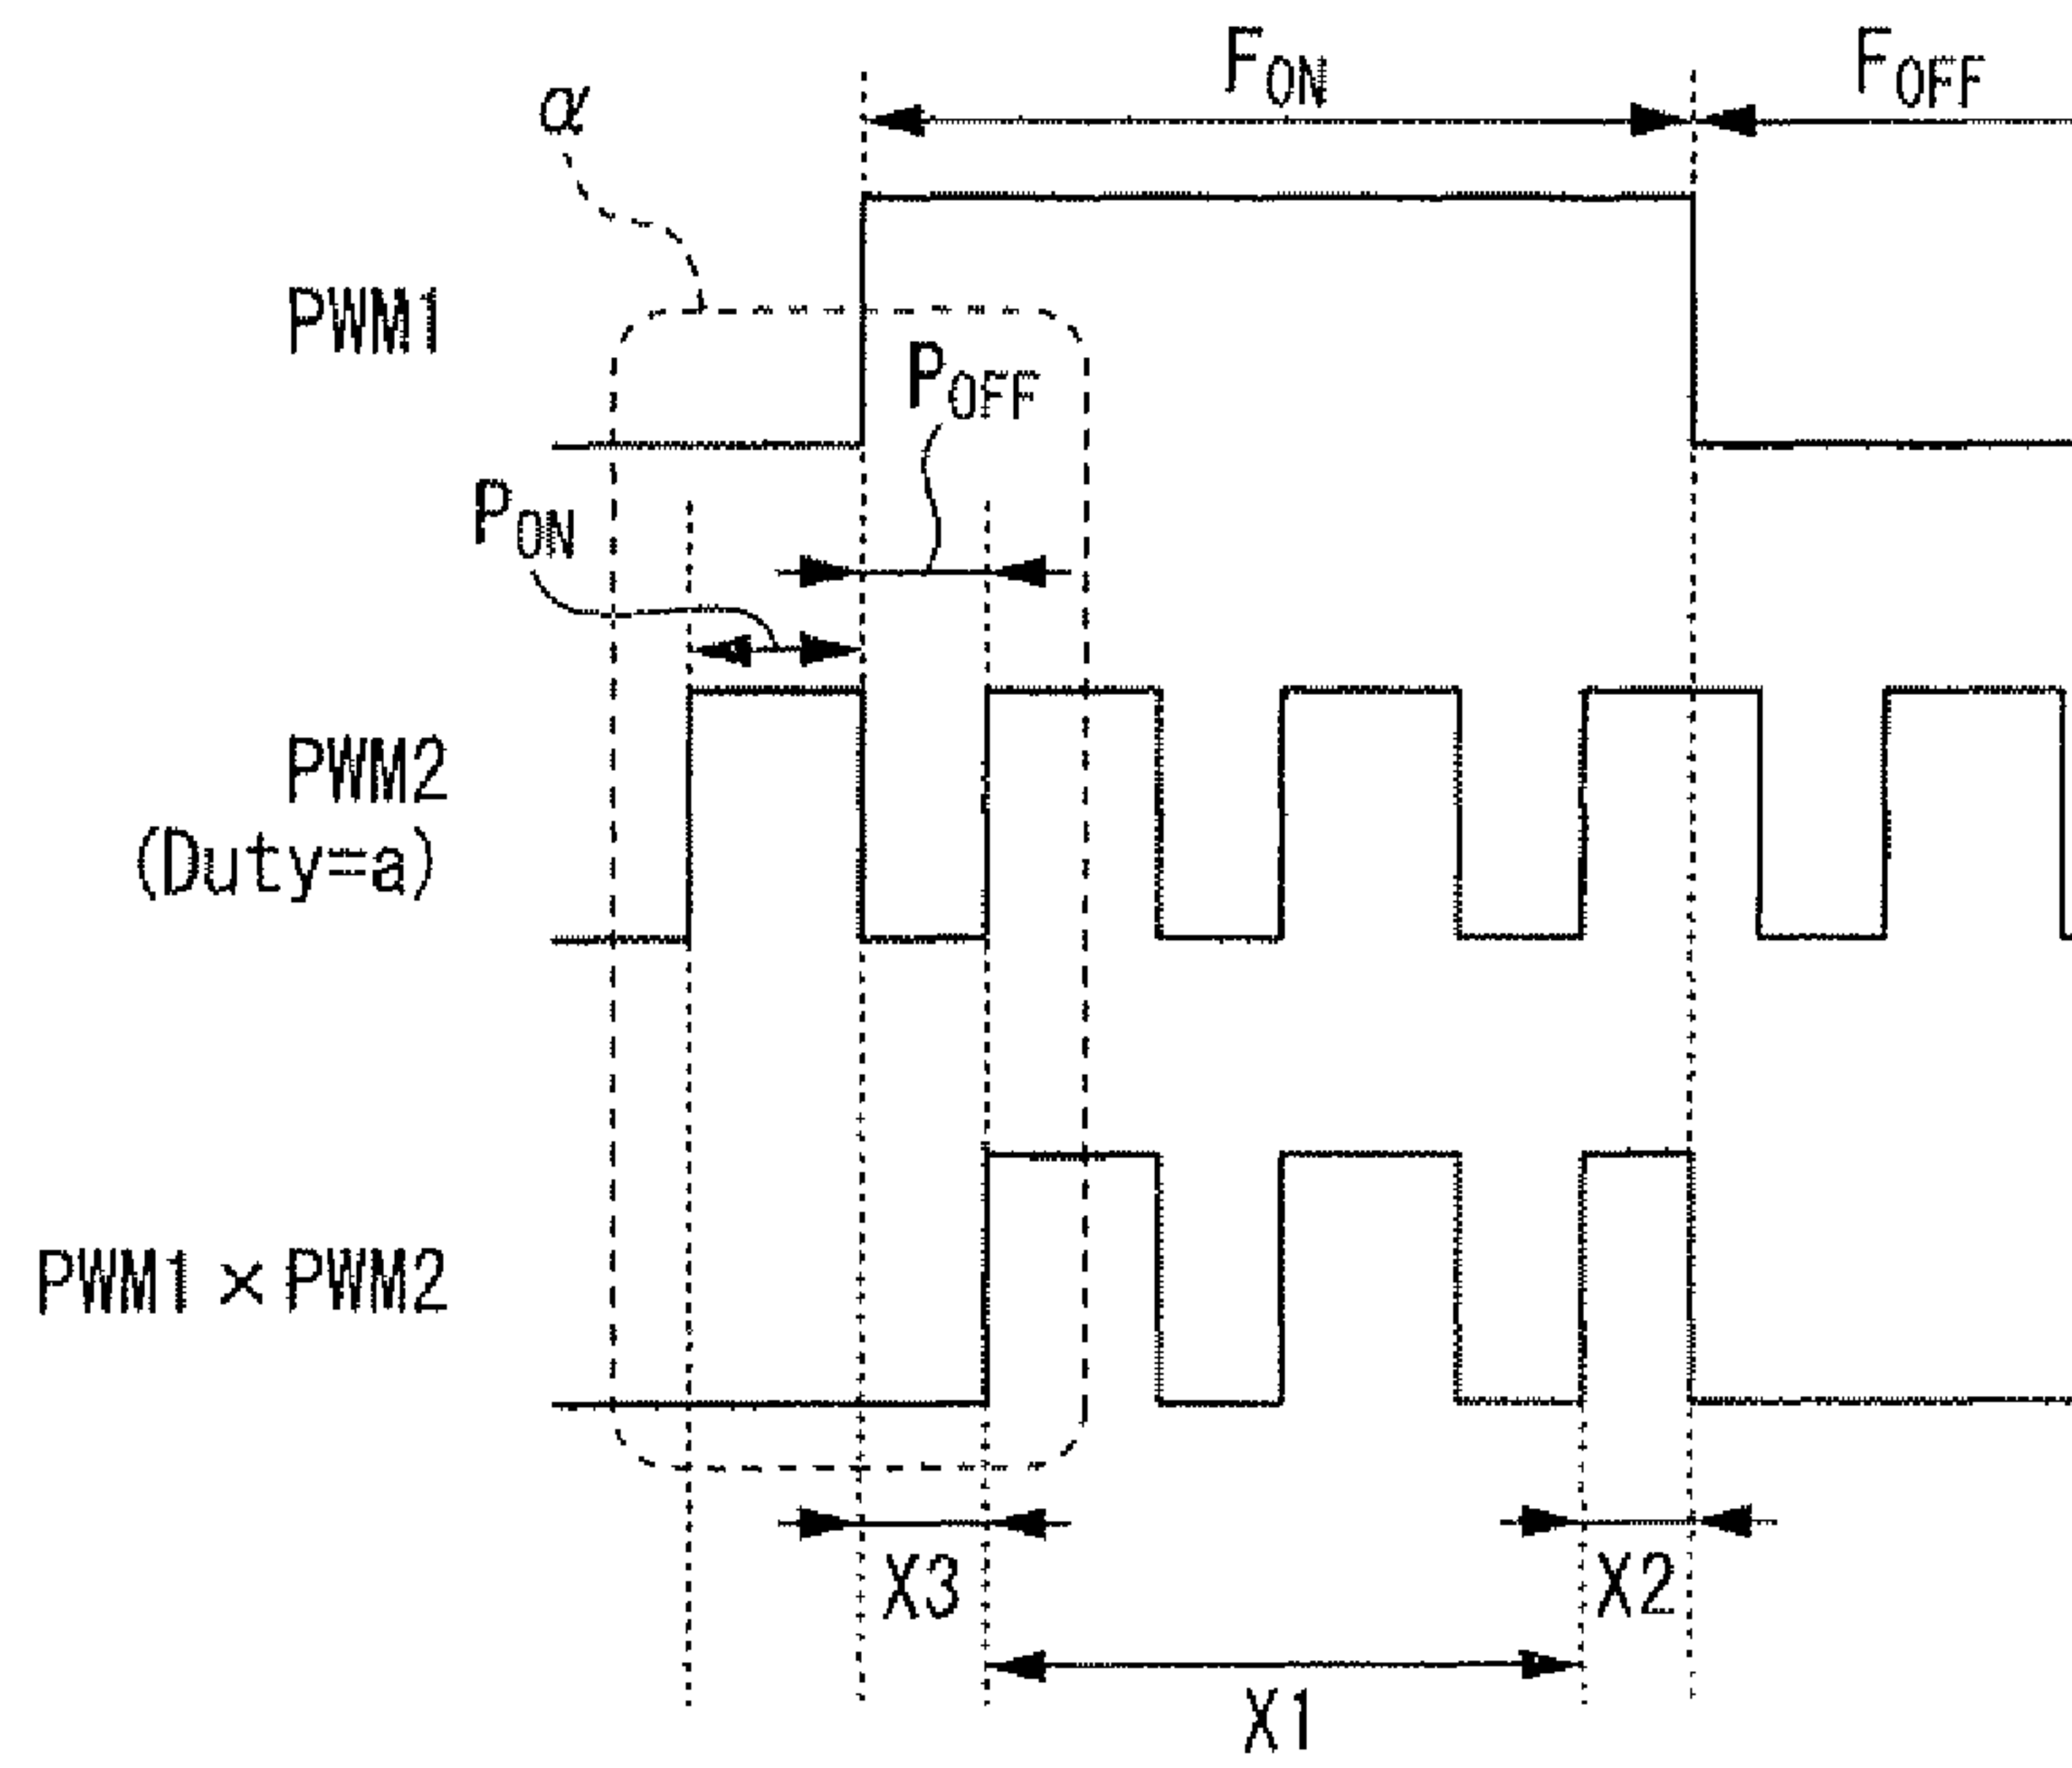 F_ON
F_OFF
α
PWM1
P_OFF
P_ON
PWM2
(Duty=a)
PWM1 × PWM2
X3
X2
X1